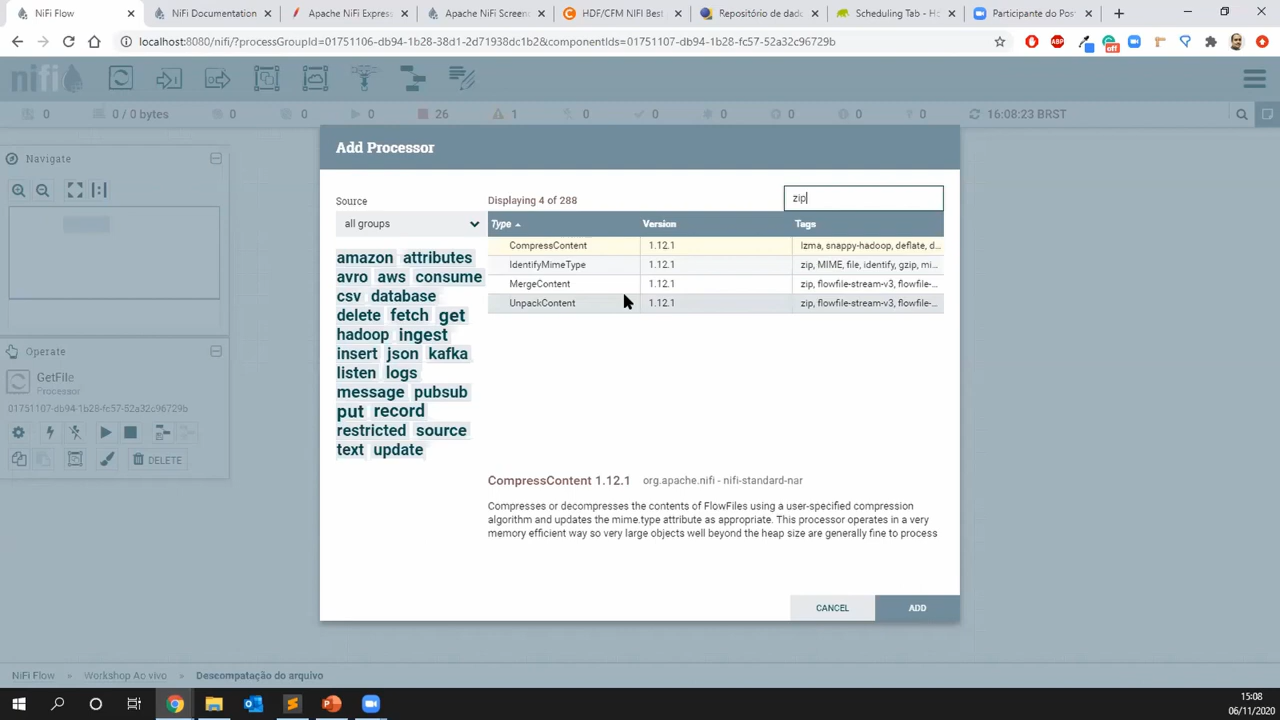 NiFi Flow
NiFi Documentation
Apache NiFi Expres
Apache NiFi Screen
HDF/CFM NIFI Best
Repositório de dad
Scheduling Tab - Ho
Participante do Post
localhost:8080/nifi/?processGroupId=01751106-db94-1b28-38d1-2d71938dc1b2&componentIds=01751107-db94-1b28-fc57-52a32c96729b
ABP
off
nifi
0
0 / 0 bytes
0
0
0
26
1
0
0
0
0
0
0
16:08:23 BRST
Navigate
Operate
GetFile
Processor
01751107-db94-1b28-fc57-52a32c96729b
DELETE
Add Processor
Source
Displaying 4 of 288
zip
all groups
Type
Version
Tags
CompressContent 1.12.1 lzma, snappy-hadoop, deflate, d...
IdentifyMimeType 1.12.1 zip, MIME, file, identify, gzip, mi...
MergeContent 1.12.1 zip, flowfile-stream-v3, flowfile-...
UnpackContent 1.12.1 zip, flowfile-stream-v3, flowfile-...
amazon attributes
avro aws consume
csv database
delete fetch get
hadoop ingest
insert json kafka
listen logs
message pubsub
put record
restricted source
text update
CompressContent 1.12.1 org.apache.nifi - nifi-standard-nar
Compresses or decompresses the contents of FlowFiles using a user-specified compression
algorithm and updates the mime.type attribute as appropriate. This processor operates in a very
memory efficient way so very large objects well beyond the heap size are generally fine to process
CANCEL
ADD
NiFi Flow » Workshop Ao vivo » Descompatação do arquivo
15:08
06/11/2020